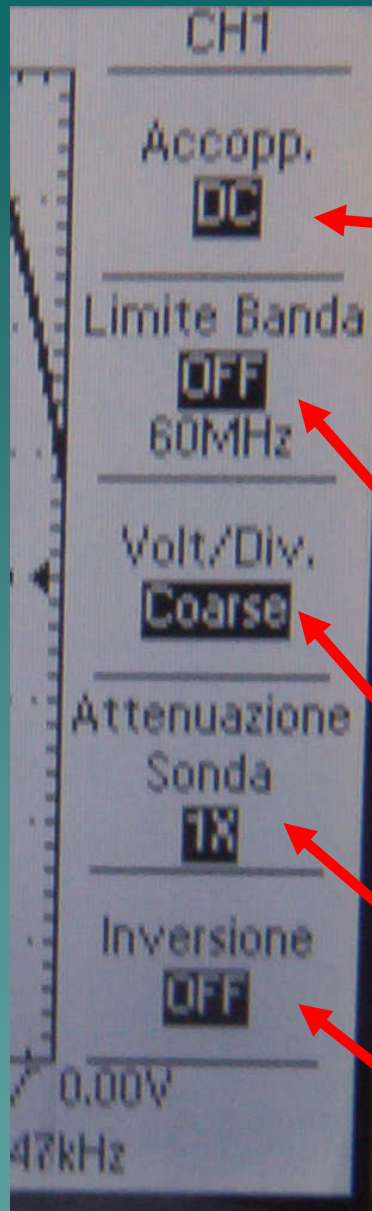 CH1
Accopp.
DC
Limite Banda
OFF
60MHz
Volt/Div.
Coarse
Attenuazione
Sonda
1X
Inversione
OFF
0.00V
47kHz